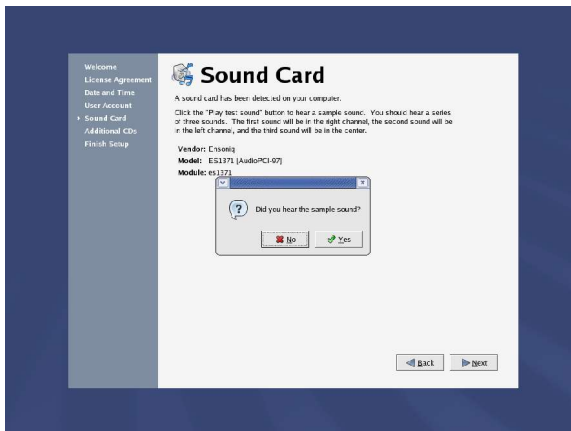 Welcome
License Agreement
Date and Time
User Account
Sound Card
Additional CDs
Finish Setup
Sound Card
A sound card has been detected on your computer.
Click the "Play test sound" button to hear a sample sound. You should hear a series
of three sounds. The first sound will be in the right channel, the second sound will be
in the left channel, and the third sound will be in the center.
Vendor: Ensoniq
Model: ES1371 [AudioPCI-97]
Module: es1371
Did you hear the sample sound?
No
Yes
Back
Next